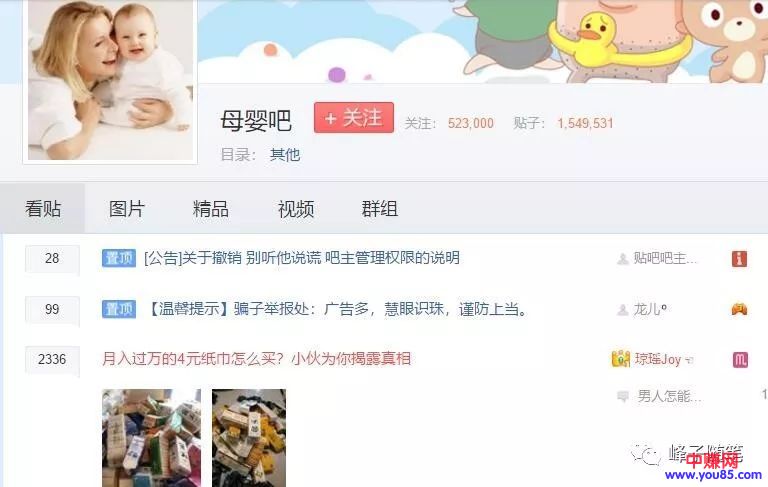 母婴吧
+ 关注
关注: 523,000 贴子: 1,549,531
目录: 其他
看贴 图片 精品 视频 群组
28 置顶 [公告]关于撤销 别听他说谎 吧主管理权限的说明 贴吧吧主...
99 置顶 【温馨提示】骗子举报处：广告多，慧眼识珠，谨防上当。 龙儿º
2336 月入过万的4元纸巾怎么买？小伙为你揭露真相 琼瑶Joy
男人怎能... 1
峰子随笔
中赚网
www.you85.com